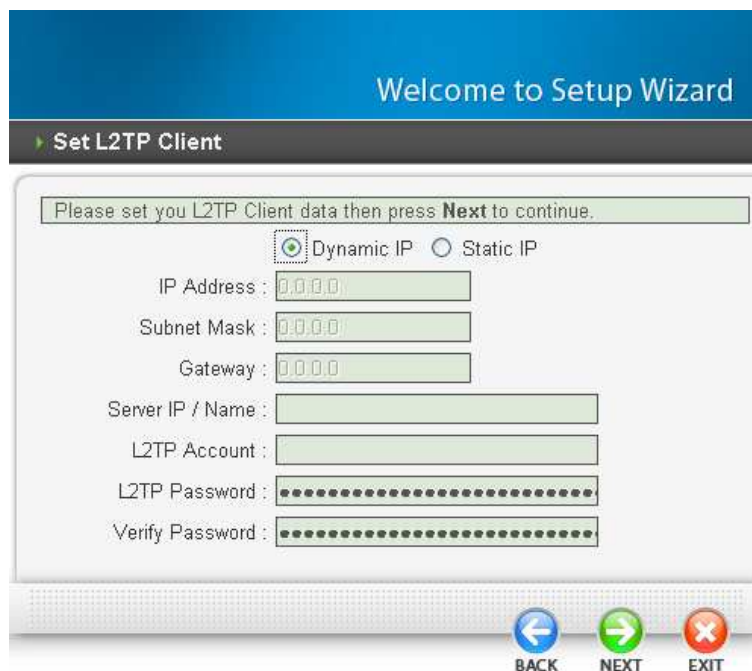 Welcome to Setup Wizard
Set L2TP Client
Please set you L2TP Client data then press Next to continue.
Dynamic IP Static IP
IP Address : 0.0.0.0
Subnet Mask : 0.0.0.0
Gateway : 0.0.0.0
Server IP / Name :
L2TP Account :
L2TP Password : •••••••••••••••••••••••••••
Verify Password : •••••••••••••••••••••••••••
BACK NEXT EXIT